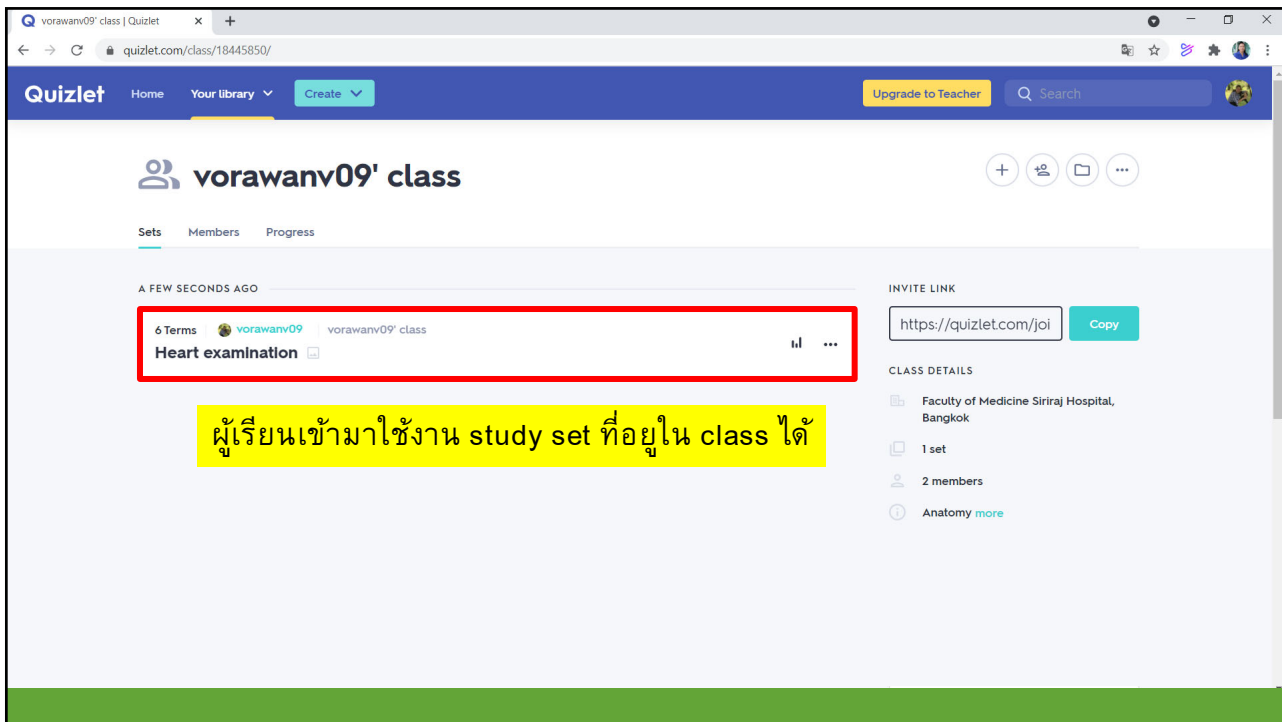 vorawanv09' class | Quizlet
quizlet.com/class/18445850/
Quizlet Home Your library Create Upgrade to Teacher Search
vorawanv09' class
Sets Members Progress
A FEW SECONDS AGO
6 Terms vorawanv09 vorawanv09' class
Heart examination
ผู้เรียนเข้ามาใช้งาน study set ที่อยูใน class ได้
INVITE LINK
https://quizlet.com/joi Copy
CLASS DETAILS
Faculty of Medicine Siriraj Hospital,
Bangkok
1 set
2 members
Anatomy more